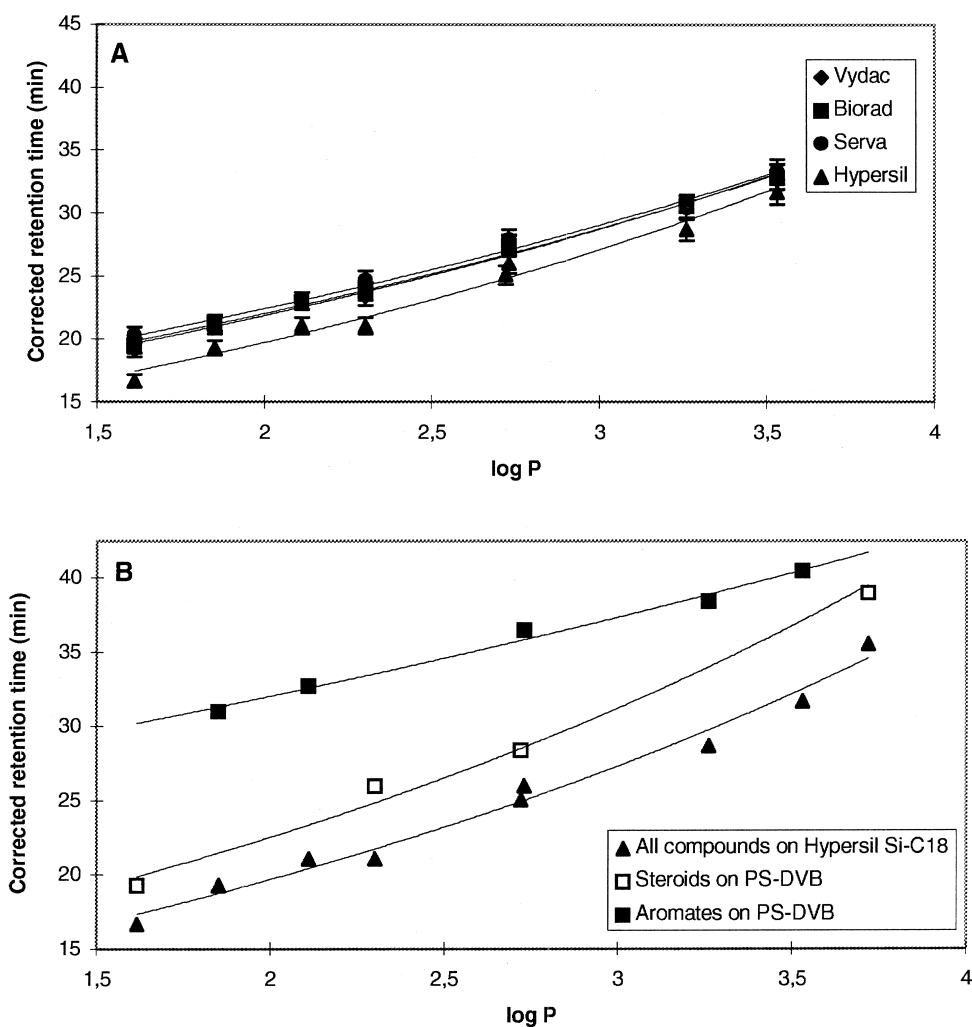 A
Corrected retention time (min)
45
40
35
30
25
20
15
Vydac
Biorad
Serva
Hypersil
1,5 2 2,5 3 3,5 4
log P
B
Corrected retention time (min)
40
35
30
25
20
15
All compounds on Hypersil Si-C18
Steroids on PS-DVB
Aromates on PS-DVB
1,5 2 2,5 3 3,5 4
log P